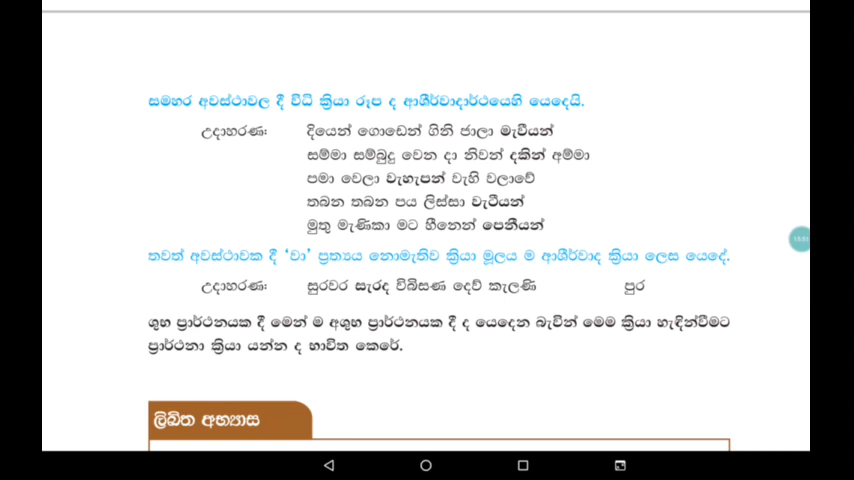 සමහර අවස්ථාවල දී විධි ක්‍රියා රූප ද ආශීර්වාදාර්ථයෙහි යෙදෙයි.
උදාහරණ: දියෙන් ගොඩෙන් ගිනි ජාලා මැවීයන්
සම්මා සම්බුදු වෙන දා නිවන් දකින් අම්මා
පමා වෙලා වැහැපන් වැහි වලාවේ
තබන තබන පය ලිස්සා වැටීයන්
මුතු මැණිකා මට හීනෙන් පෙනීයන්
තවත් අවස්ථාවක දී ‘වා’ ප්‍රත්‍යය නොමැතිව ක්‍රියා මූලය ම ආශීර්වාද ක්‍රියා ලෙස යෙදේ.
උදාහරණ: සුරවර සැරද විබිසණ දෙව් කැලණි පුර
ශුභ ප්‍රාර්ථනයක දී මෙන් ම අශුභ ප්‍රාර්ථනයක දී ද යෙදෙන බැවින් මෙම ක්‍රියා හැඳින්වීමට
ප්‍රාර්ථනා ක්‍රියා යන්න ද භාවිත කෙරේ.
ලිඛිත අභ්‍යාස